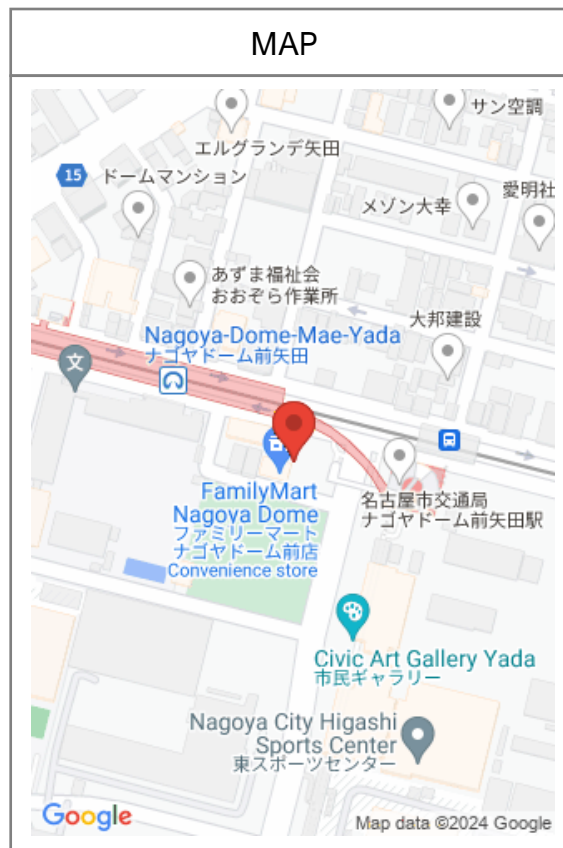 MAP
サン空調
エルグランデ矢田
15
ドームマンション
愛明社
メゾン大幸
あずま福祉会
おおぞら作業所
大邦建設
Nagoya-Dome-Mae-Yada
ナゴヤドーム前矢田
文
FamilyMart
Nagoya Dome
ファミリーマート
ナゴヤドーム前店
Convenience store
名古屋市交通局
ナゴヤドーム前矢田駅
Civic Art Gallery Yada
市民ギャラリー
Nagoya City Higashi
Sports Center
東スポーツセンター
Google
Map data ©2024 Google